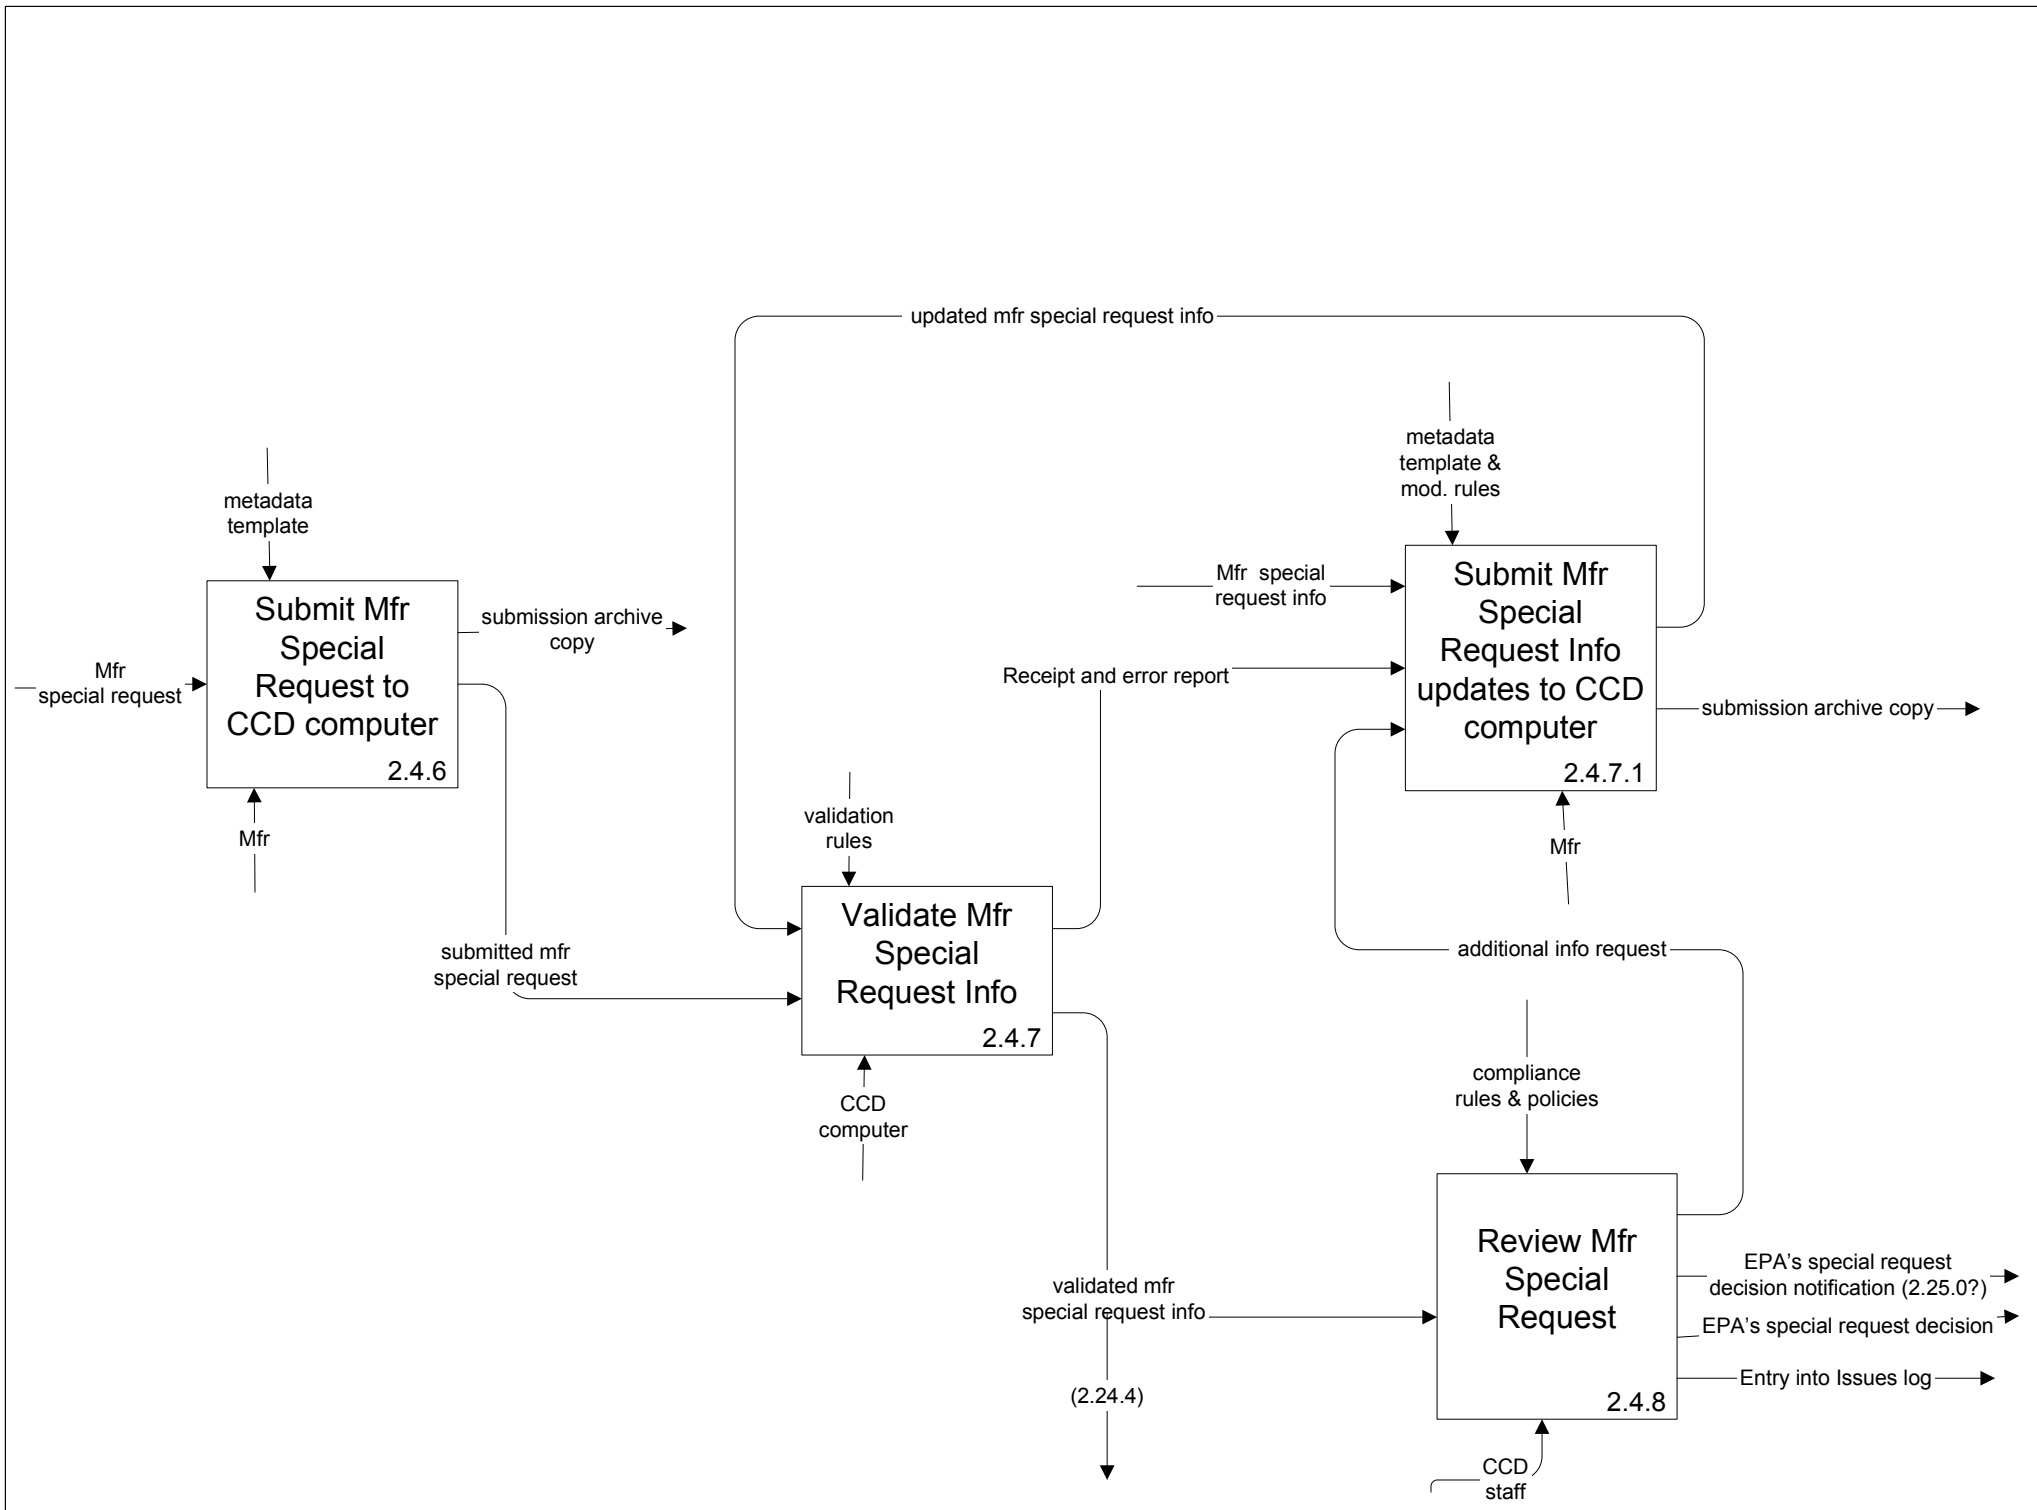 updated mfr special request info
metadata
template &
mod. rules
metadata
template
Submit Mfr
Special
Request to
CCD computer
2.4.6
submission archive
copy
Mfr
special request
Mfr
Mfr  special
request info
Submit Mfr
Special
Request Info
updates to CCD
computer
2.4.7.1
Receipt and error report
submission archive copy
validation
rules
Mfr
Validate Mfr
Special
Request Info
2.4.7
submitted mfr
special request
additional info request
CCD
computer
compliance
rules & policies
Review Mfr
Special
Request
2.4.8
validated mfr
special request info
(2.24.4)
EPA's special request
decision notification (2.25.0?)
EPA's special request decision
Entry into Issues log
CCD
staff